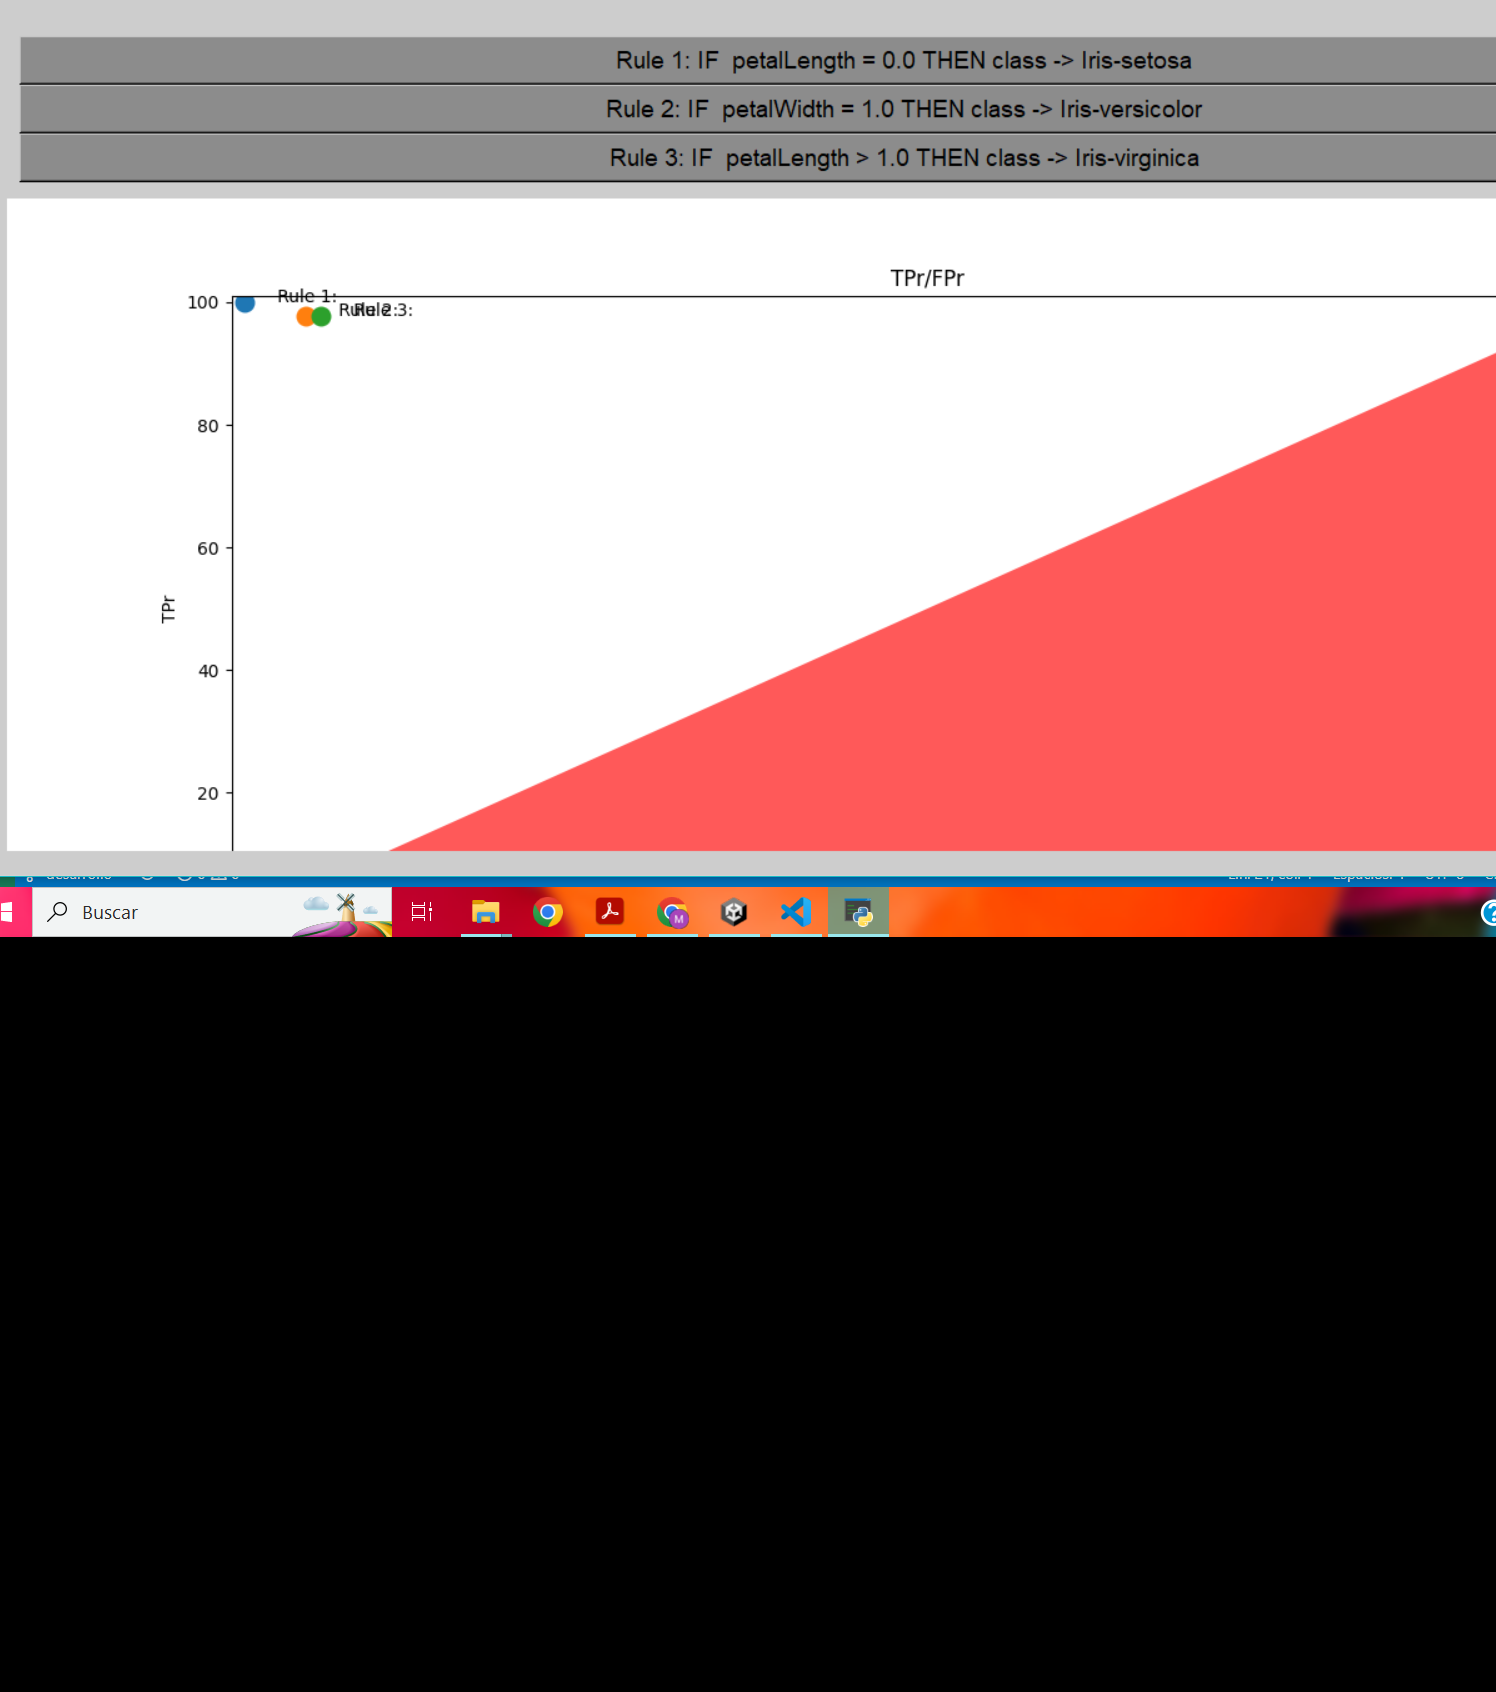 Rule 1: IF petalLength = 0.0 THEN class -> Iris-setosa
Rule 2: IF petalWidth = 1.0 THEN class -> Iris-versicolor
Rule 3: IF petalLength > 1.0 THEN class -> Iris-virginica
TPr/FPr
100
Rule 1:
Rule 2:
Rule 3:
80
60
TPr
40
20
Buscar
M